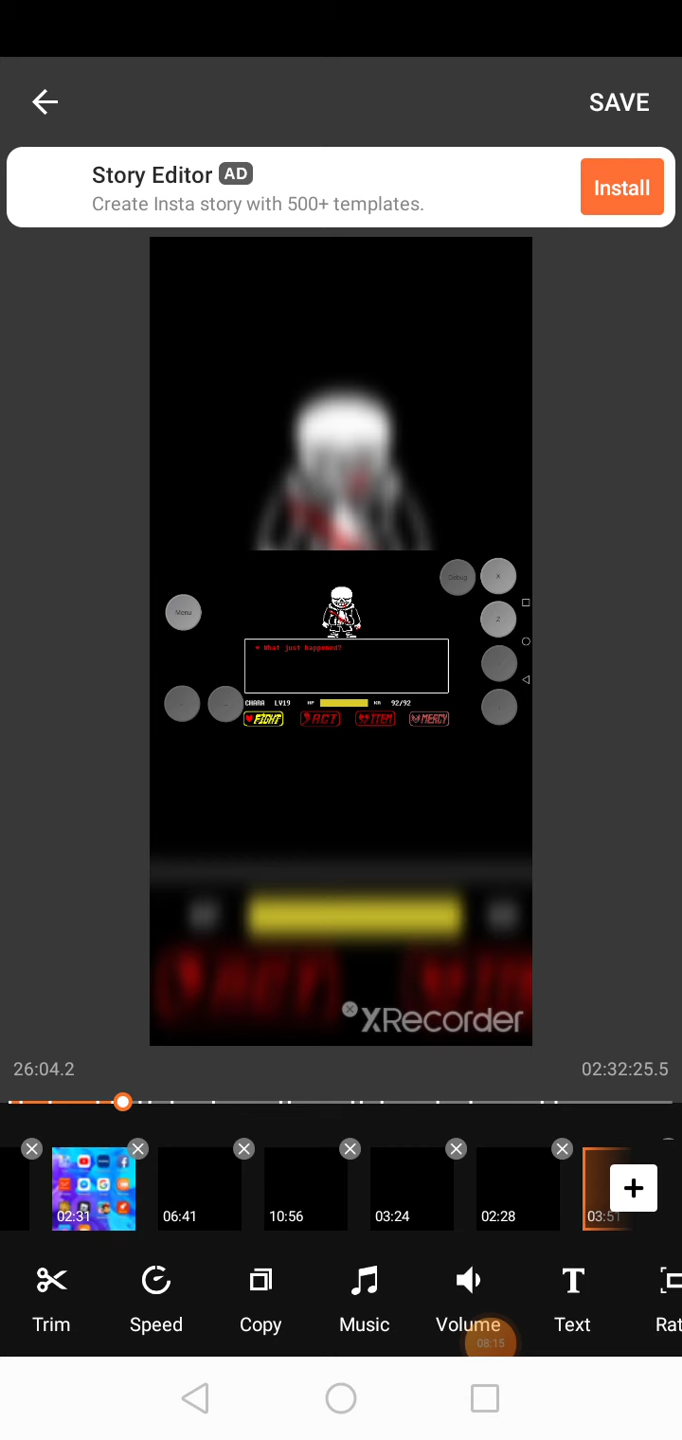 SAVE
Story Editor AD
Create Insta story with 500+ templates.
Install
Debug
X
Menu
Z
* What just happened?
CHARA LV19 HP KR 92/92
FIGHT ACT ITEM MERCY
XRecorder
26:04.2
02:32:25.5
02:31
06:41
10:56
03:24
02:28
03:51
Trim
Speed
Copy
Music
Volume
Text
Rat
08:15